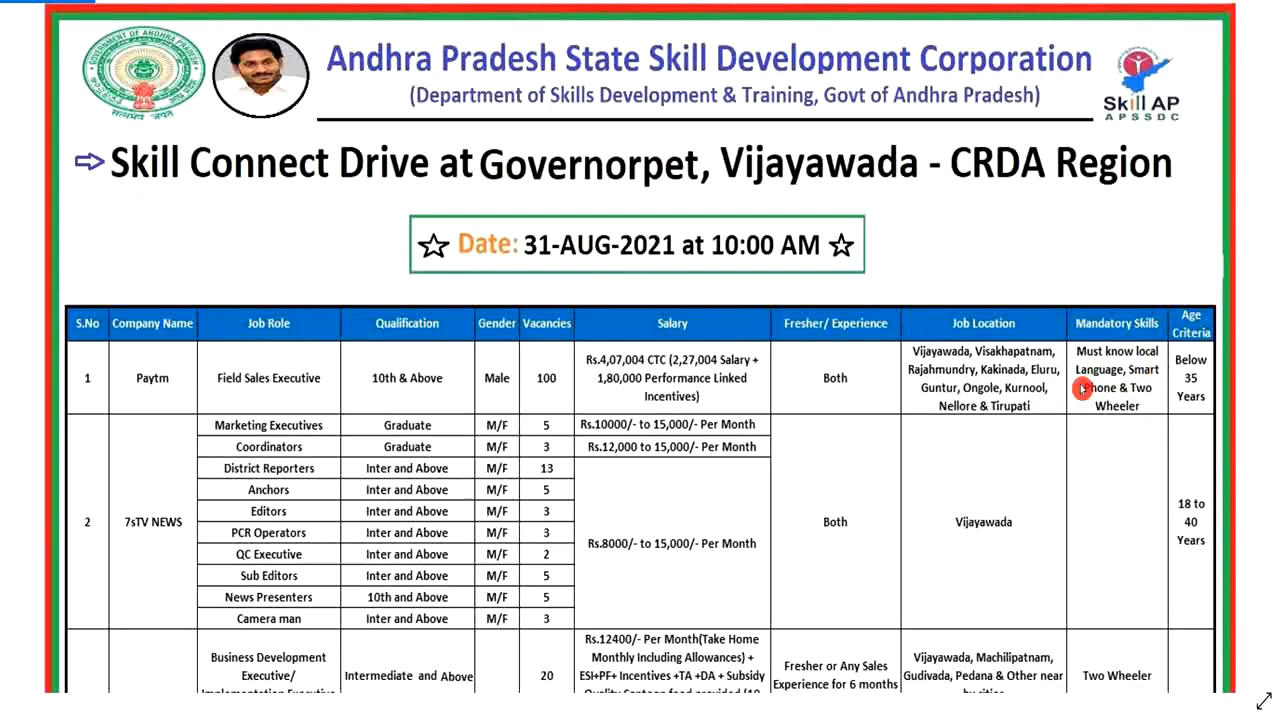 Andhra Pradesh State Skill Development Corporation
(Department of Skills Development & Training, Govt of Andhra Pradesh)
GOVERNMENT OF ANDHRA PRADESH
सत्यमेव जयते
Skill AP
APSSDC
Skill Connect Drive at Governorpet, Vijayawada - CRDA Region
Date: 31-AUG-2021 at 10:00 AM
S.No Company Name Job Role Qualification Gender Vacancies Salary Fresher/ Experience Job Location Mandatory Skills Age Criteria
1 Paytm Field Sales Executive 10th & Above Male 100
Rs.4,07,004 CTC (2,27,004 Salary +
1,80,000 Performance Linked
Incentives)
Both
Vijayawada, Visakhapatnam,
Rajahmundry, Kakinada, Eluru,
Guntur, Ongole, Kurnool,
Nellore & Tirupati
Must know local
Language, Smart
Phone & Two
Wheeler
Below
35
Years
2 7sTV NEWS
Marketing Executives Graduate M/F 5 Rs.10000/- to 15,000/- Per Month
Coordinators Graduate M/F 3 Rs.12,000 to 15,000/- Per Month
District Reporters Inter and Above M/F 13
Anchors Inter and Above M/F 5
Editors Inter and Above M/F 3
PCR Operators Inter and Above M/F 3
QC Executive Inter and Above M/F 2
Sub Editors Inter and Above M/F 5
News Presenters 10th and Above M/F 5
Camera man Inter and Above M/F 3
Rs.8000/- to 15,000/- Per Month
Both
Vijayawada
18 to
40
Years
Business Development
Executive/
Intermediate and Above
20
Rs.12400/- Per Month(Take Home
Monthly Including Allowances) +
ESI+PF+ Incentives +TA +DA + Subsidy
Fresher or Any Sales
Experience for 6 months
Vijayawada, Machilipatnam,
Gudivada, Pedana & Other near
Two Wheeler